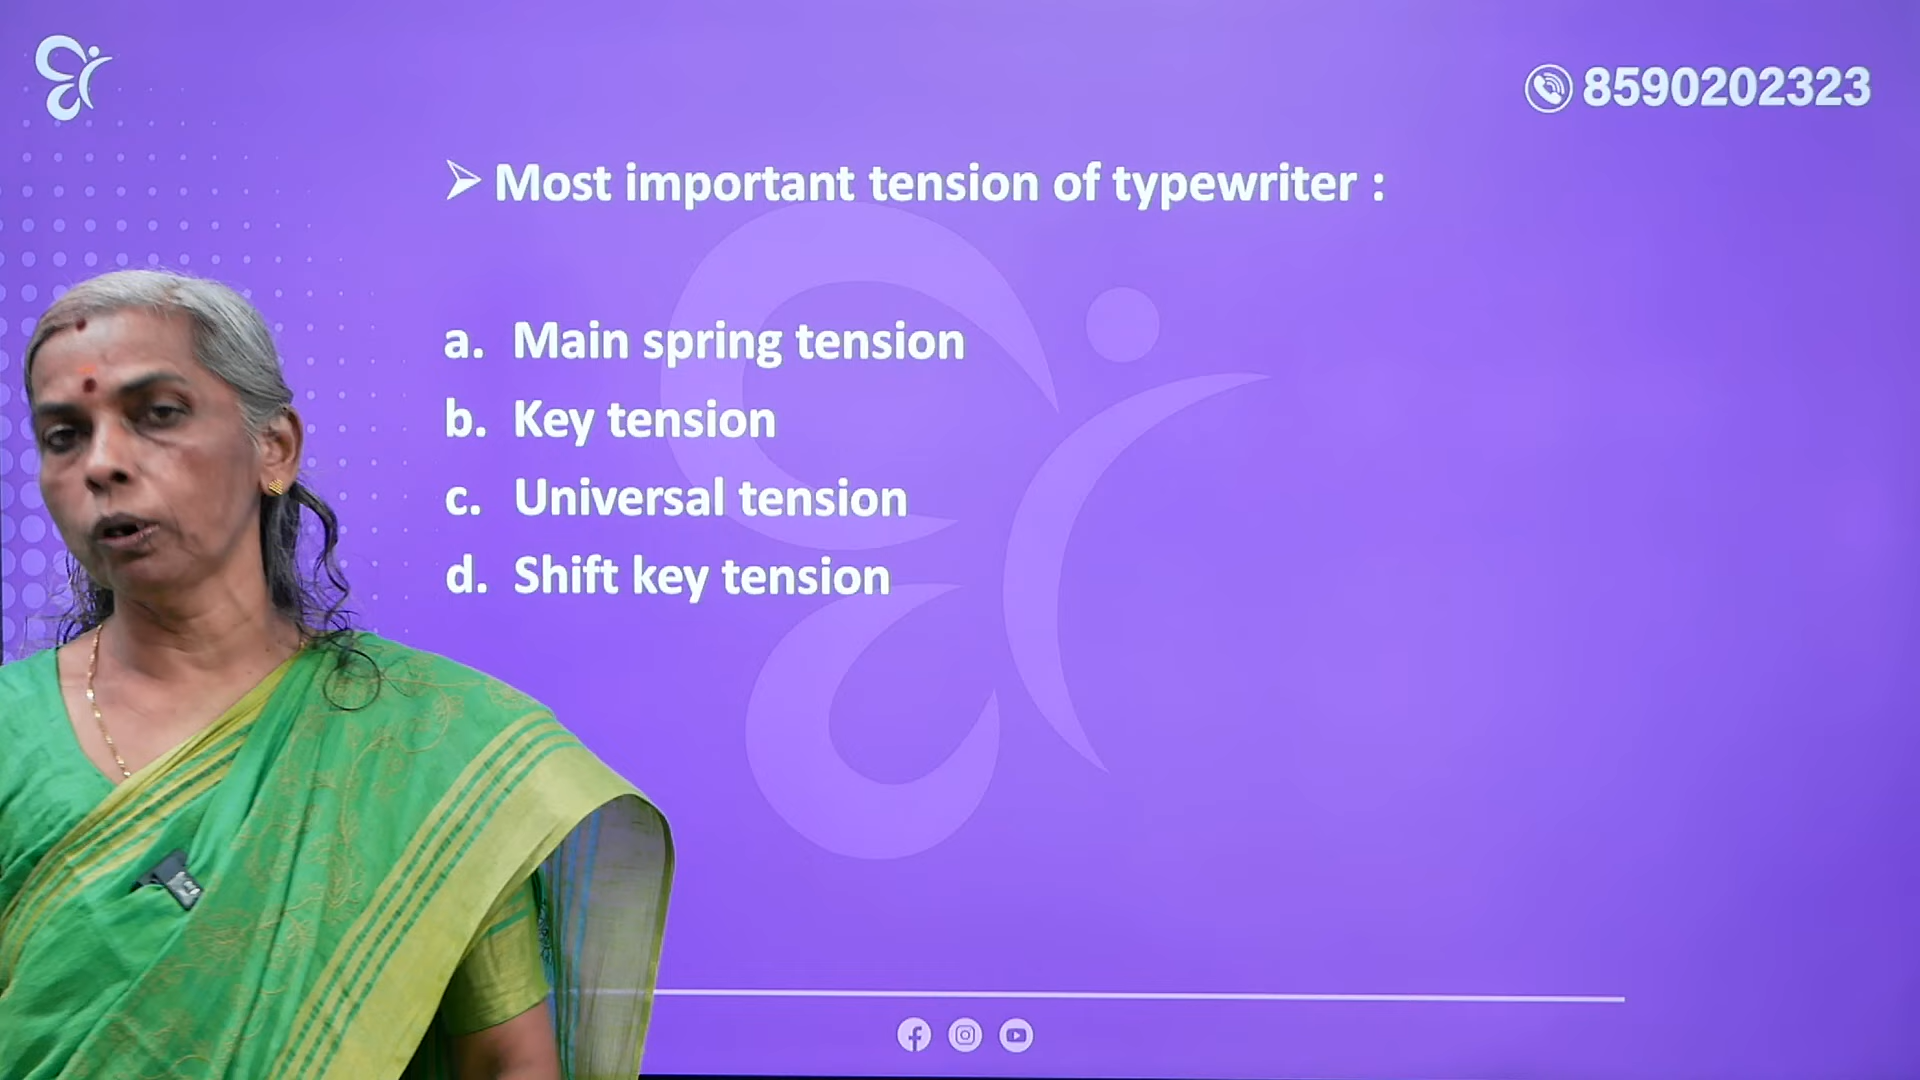 8590202323
➢ Most important tension of typewriter :
a. Main spring tension
b. Key tension
c. Universal tension
d. Shift key tension